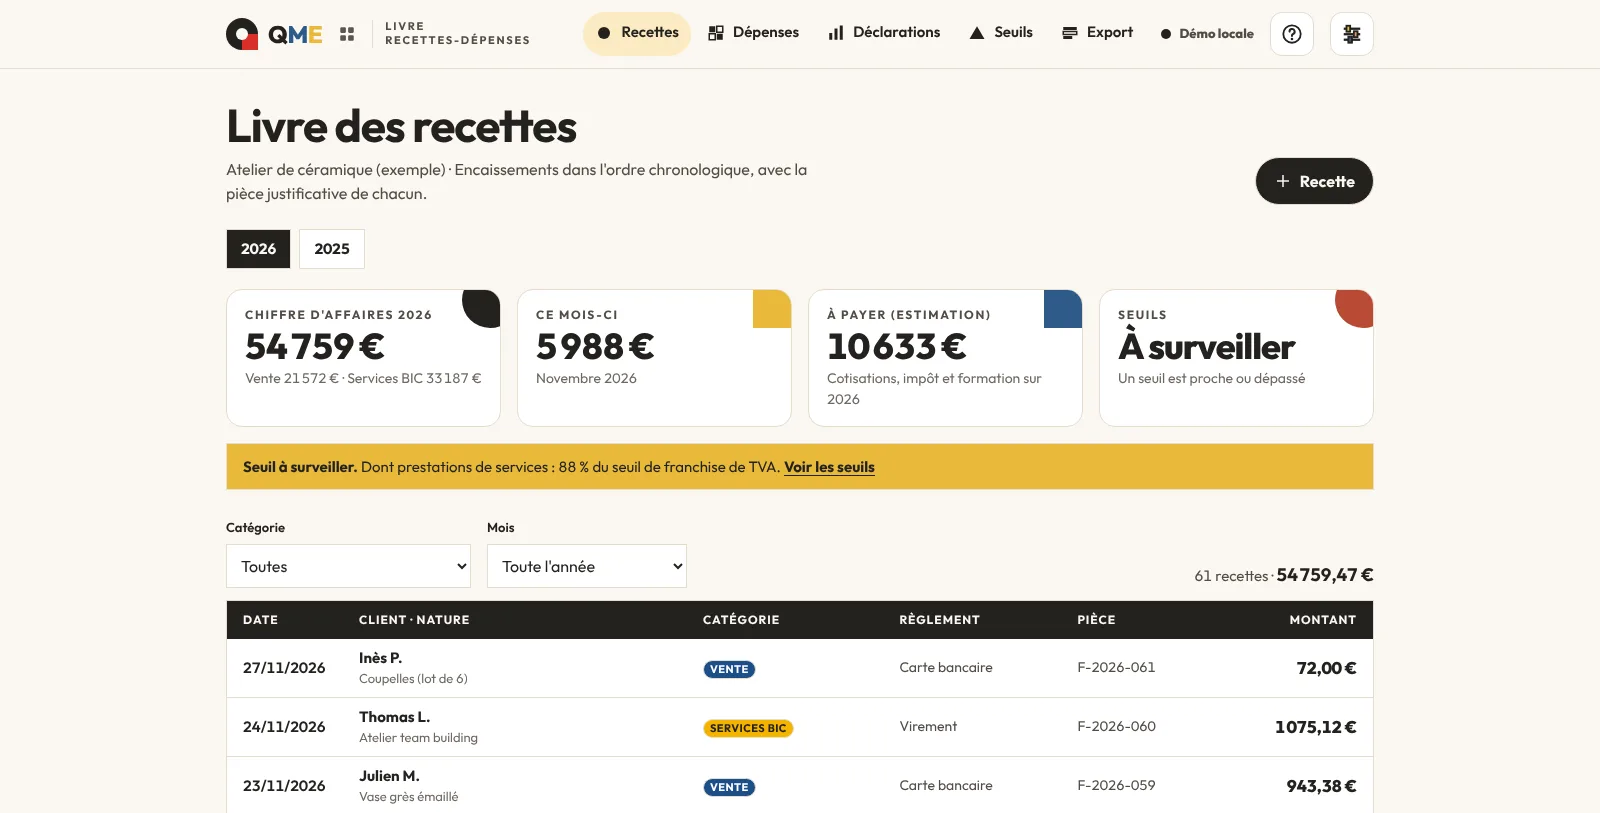 QME
LIVRE
RECETTES-DÉPENSES
Recettes
Dépenses
Déclarations
Seuils
Export
Démo locale
Livre des recettes
Atelier de céramique (exemple) · Encaissements dans l'ordre chronologique, avec la
pièce justificative de chacun.
+ Recette
2026
2025
CHIFFRE D'AFFAIRES 2026
54 759 €
Vente 21 572 € · Services BIC 33 187 €
CE MOIS-CI
5 988 €
Novembre 2026
À PAYER (ESTIMATION)
10 633 €
Cotisations, impôt et formation sur
2026
SEUILS
À surveiller
Un seuil est proche ou dépassé
Seuil à surveiller. Dont prestations de services : 88 % du seuil de franchise de TVA. Voir les seuils
Catégorie
Toutes
Mois
Toute l'année
61 recettes · 54 759,47 €
DATE CLIENT · NATURE CATÉGORIE RÈGLEMENT PIÈCE MONTANT
27/11/2026 Inès P. VENTE Carte bancaire F-2026-061 72,00 €
Coupelles (lot de 6)
24/11/2026 Thomas L. SERVICES BIC Virement F-2026-060 1 075,12 €
Atelier team building
23/11/2026 Julien M. VENTE Carte bancaire F-2026-059 943,38 €
Vase grès émaillé